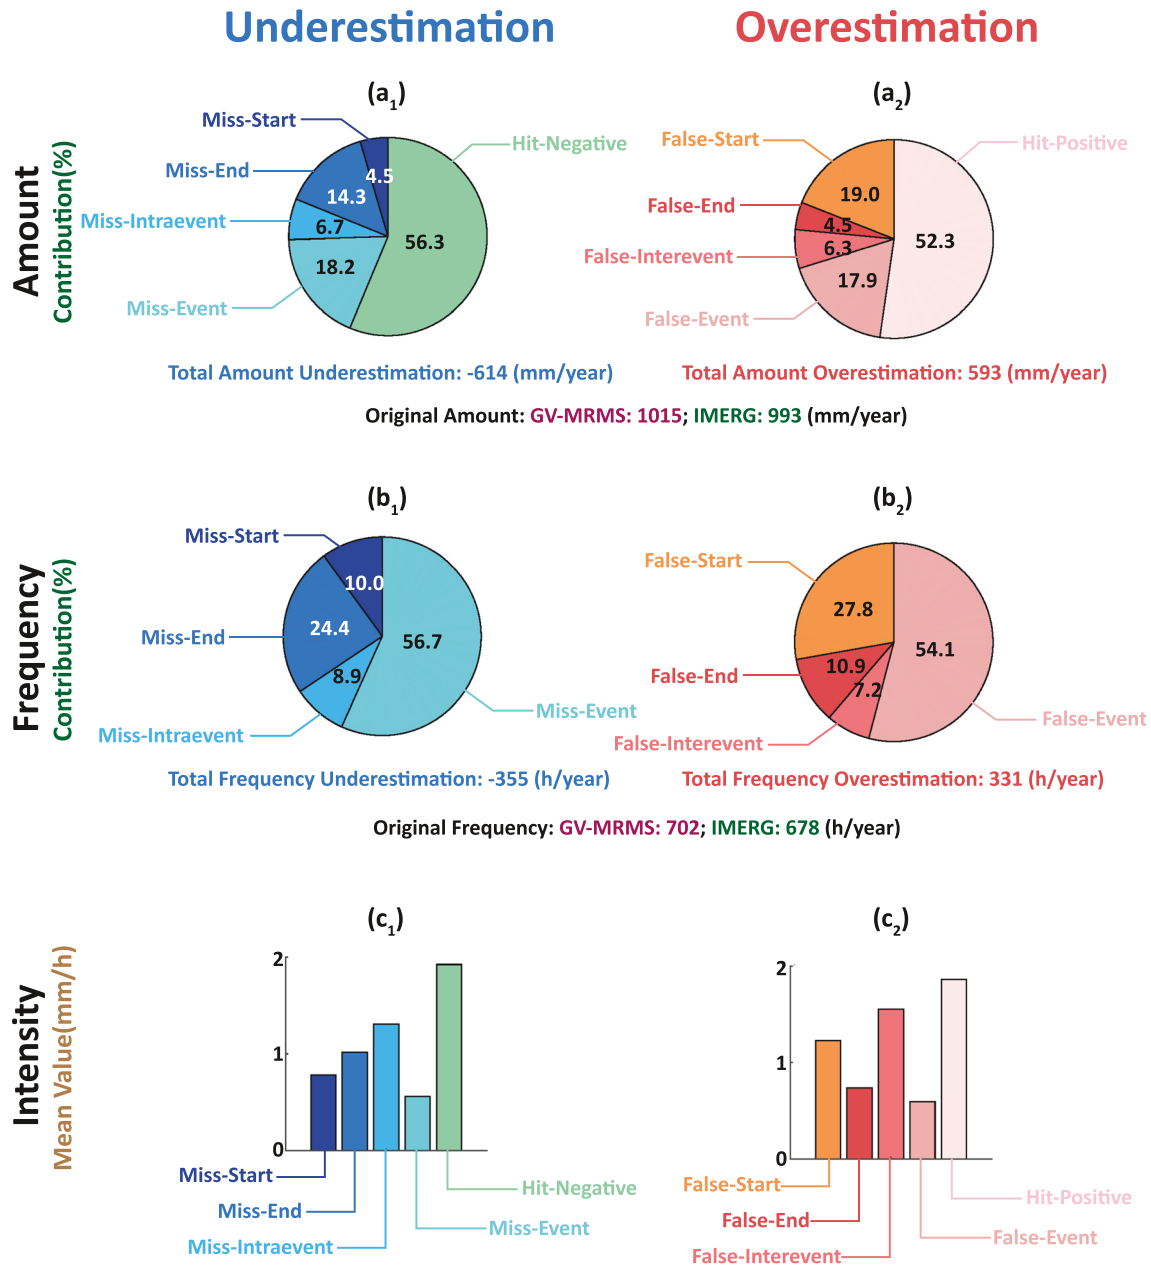 Underestimation
Overestimation
(a1)
(a2)
Amount
Contribution(%)
Miss-Start
Miss-End
Miss-Intraevent
Miss-Event
Hit-Negative
4.5
14.3
6.7
18.2
56.3
False-Start
False-End
False-Interevent
False-Event
Hit-Positive
19.0
4.5
6.3
17.9
52.3
Total Amount Underestimation: -614 (mm/year)
Total Amount Overestimation: 593 (mm/year)
Original Amount: GV-MRMS: 1015; IMERG: 993 (mm/year)
(b1)
(b2)
Frequency
Contribution(%)
Miss-Start
Miss-End
Miss-Intraevent
Miss-Event
10.0
24.4
8.9
56.7
False-Start
False-End
False-Interevent
False-Event
27.8
10.9
7.2
54.1
Total Frequency Underestimation: -355 (h/year)
Total Frequency Overestimation: 331 (h/year)
Original Frequency: GV-MRMS: 702; IMERG: 678 (h/year)
(c1)
(c2)
Intensity
Mean Value(mm/h)
2
1
0
Miss-Start
Miss-End
Miss-Intraevent
Hit-Negative
Miss-Event
2
1
0
False-Start
False-End
False-Interevent
Hit-Positive
False-Event